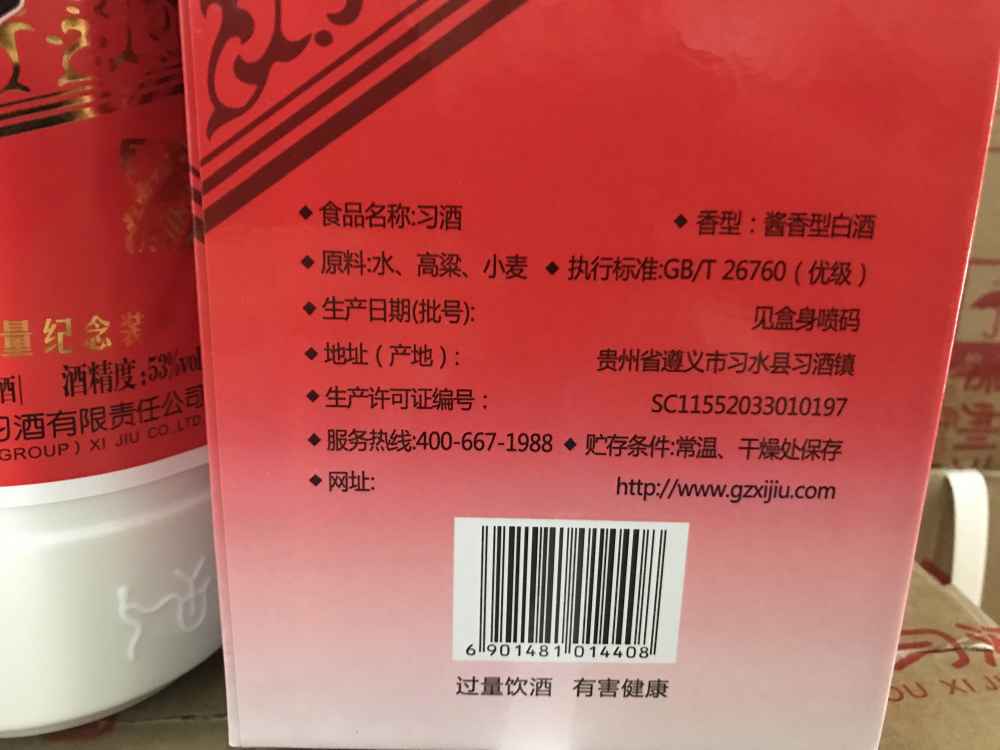 ◆食品名称:习酒 ◆香型：酱香型白酒
◆原料:水、高粱、小麦 ◆执行标准:GB/T 26760（优级）
◆生产日期(批号): 见盒身喷码
◆地址（产地）: 贵州省遵义市习水县习酒镇
◆生产许可证编号： SC11552033010197
◆服务热线:400-667-1988 ◆贮存条件:常温、干燥处保存
◆网址: http://www.gzxijiu.com
6 901481 014408
过量饮酒 有害健康
量纪念装
酒精度:53%vol
习酒有限责任公司
GROUP) XI JIU CO.,LTD